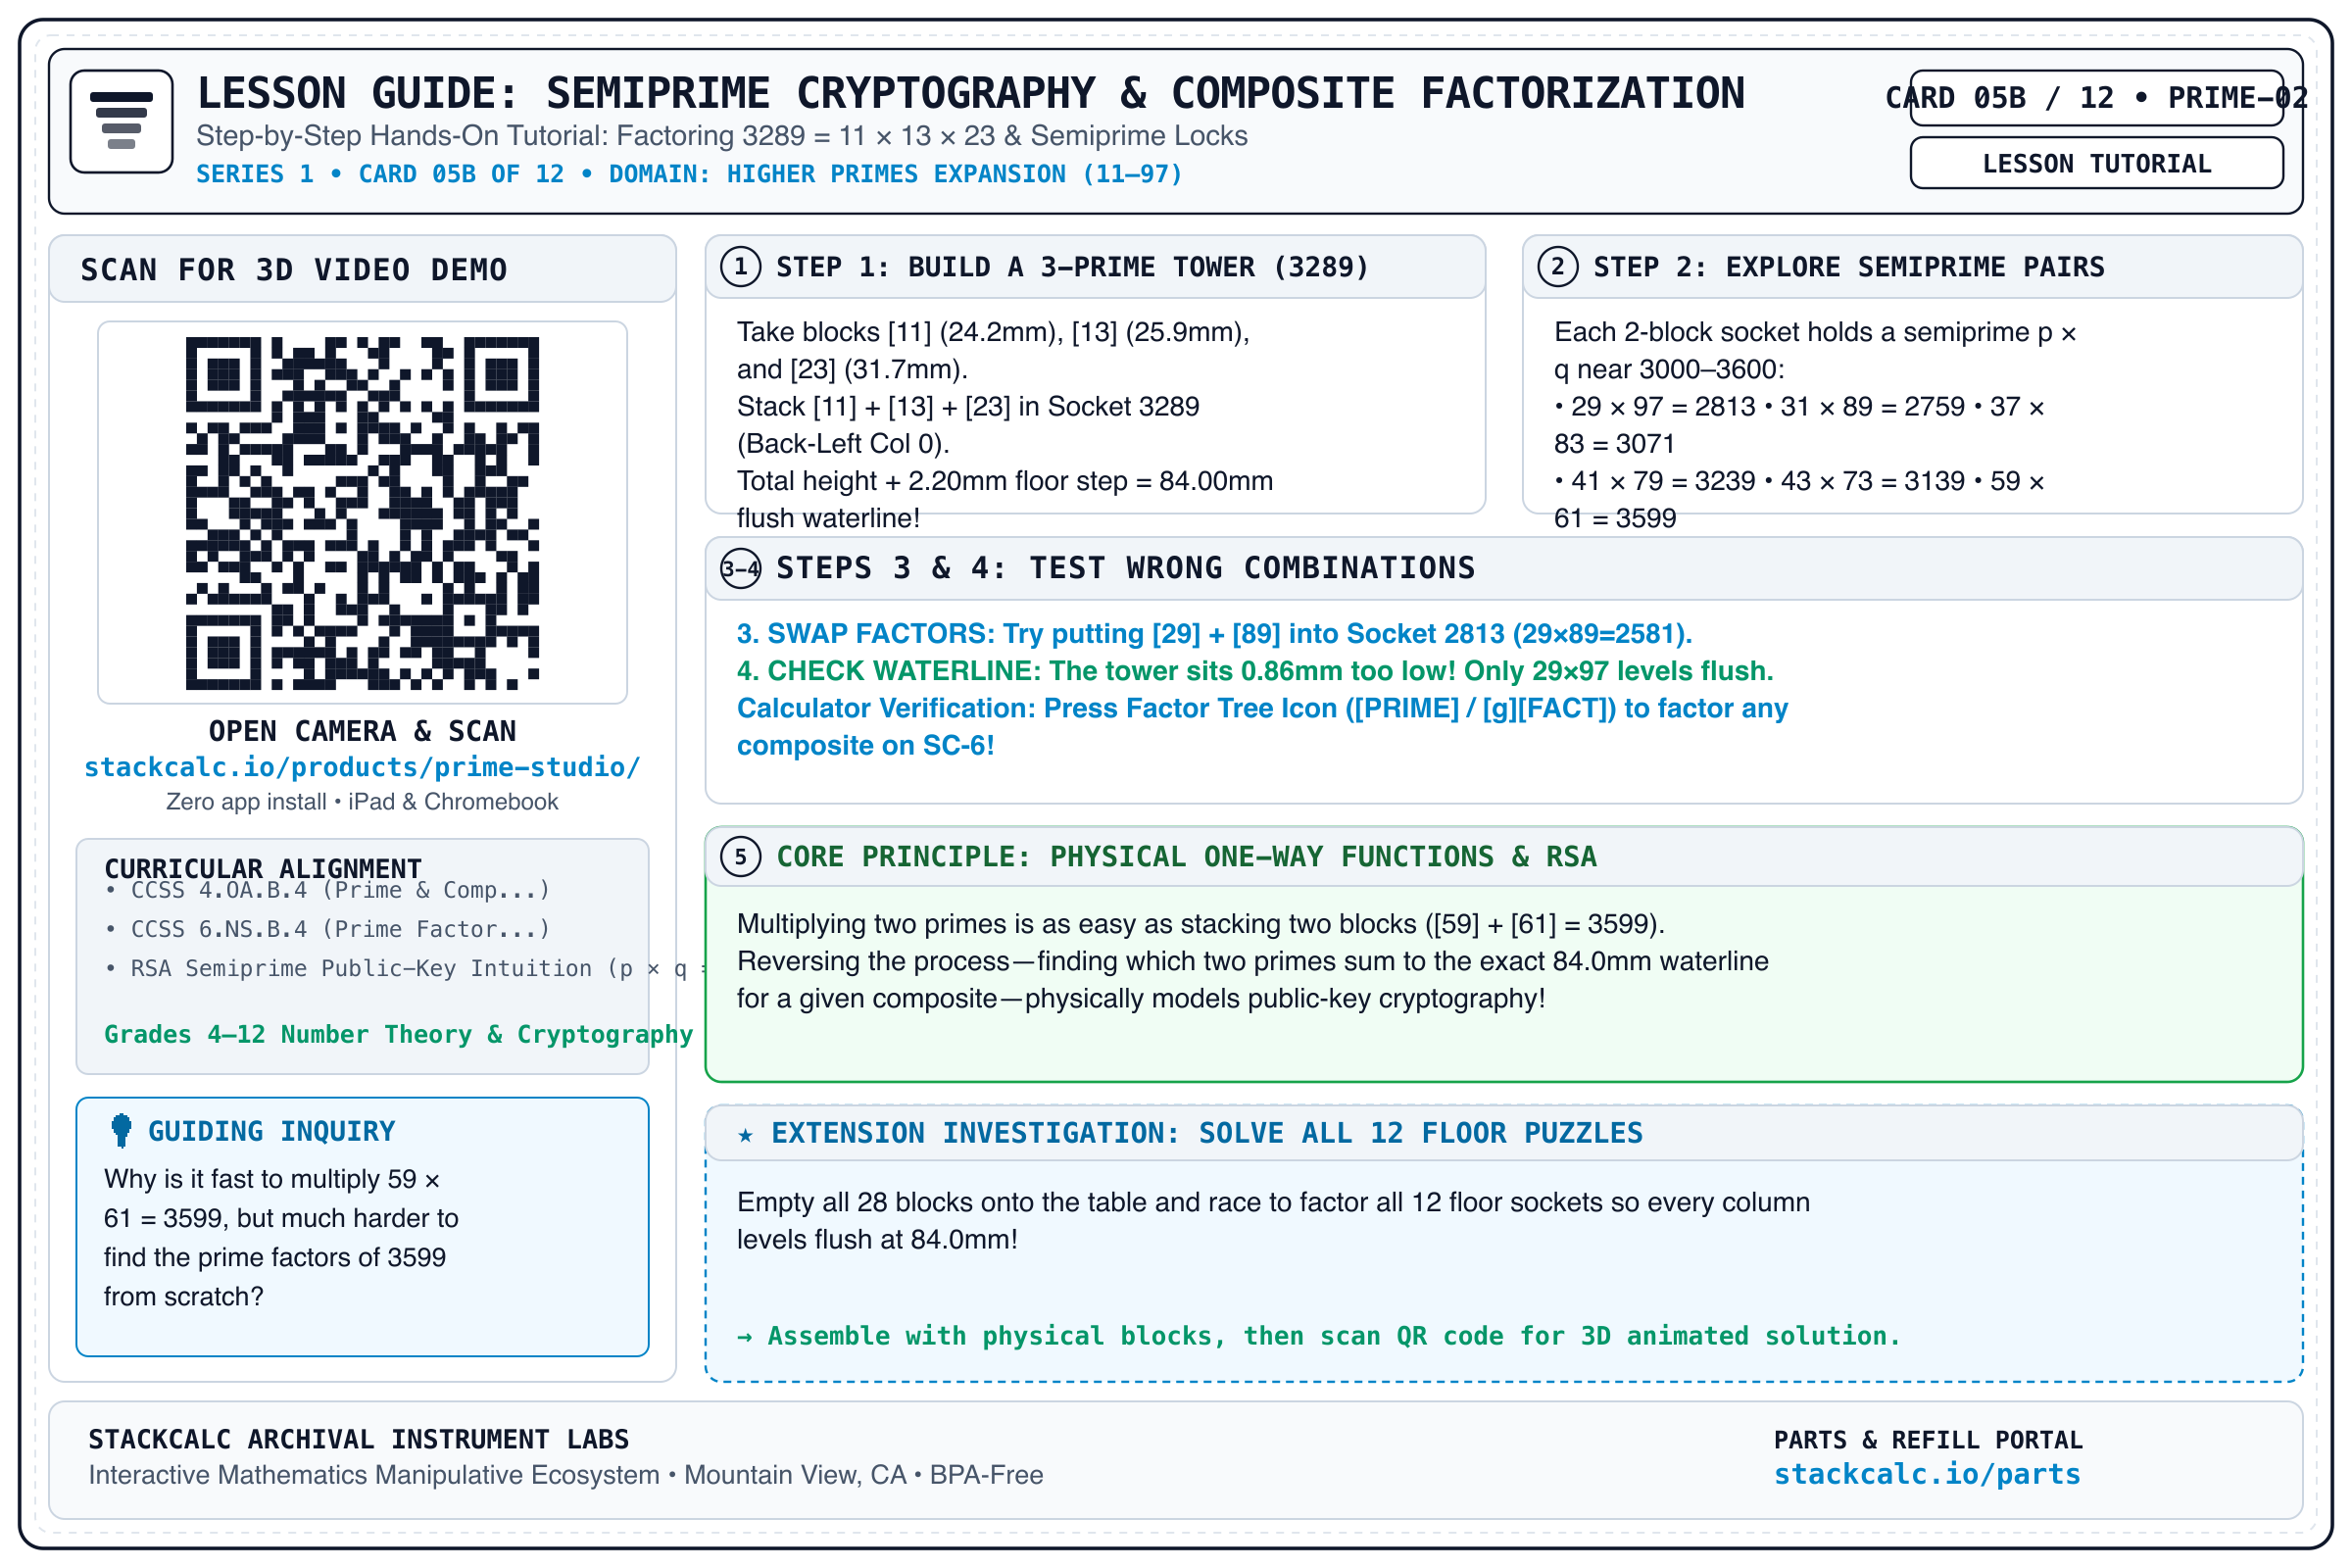 LESSON GUIDE: SEMIPRIME CRYPTOGRAPHY & COMPOSITE FACTORIZATION
Step-by-Step Hands-On Tutorial: Factoring 3289 = 11 × 13 × 23 & Semiprime Locks
SERIES 1 • CARD 05B OF 12 • DOMAIN: HIGHER PRIMES EXPANSION (11–97)
CARD 05B / 12 • PRIME–02
LESSON TUTORIAL
SCAN FOR 3D VIDEO DEMO
OPEN CAMERA & SCAN
stackcalc.io/products/prime–studio/
Zero app install • iPad & Chromebook
CURRICULAR ALIGNMENT
• CCSS 4.OA.B.4 (Prime & Comp...)
• CCSS 6.NS.B.4 (Prime Factor...)
• RSA Semiprime Public–Key Intuition (p × q
Grades 4–12 Number Theory & Cryptography
GUIDING INQUIRY
Why is it fast to multiply 59 ×
61 = 3599, but much harder to
find the prime factors of 3599
from scratch?
1 STEP 1: BUILD A 3–PRIME TOWER (3289)
Take blocks [11] (24.2mm), [13] (25.9mm),
and [23] (31.7mm).
Stack [11] + [13] + [23] in Socket 3289
(Back-Left Col 0).
Total height + 2.20mm floor step = 84.00mm
flush waterline!
2 STEP 2: EXPLORE SEMIPRIME PAIRS
Each 2-block socket holds a semiprime p ×
q near 3000–3600:
• 29 × 97 = 2813 • 31 × 89 = 2759 • 37 ×
83 = 3071
• 41 × 79 = 3239 • 43 × 73 = 3139 • 59 ×
61 = 3599
3–4 STEPS 3 & 4: TEST WRONG COMBINATIONS
3. SWAP FACTORS: Try putting [29] + [89] into Socket 2813 (29×89=2581).
4. CHECK WATERLINE: The tower sits 0.86mm too low! Only 29×97 levels flush.
Calculator Verification: Press Factor Tree Icon ([PRIME] / [g][FACT]) to factor any
composite on SC-6!
5 CORE PRINCIPLE: PHYSICAL ONE–WAY FUNCTIONS & RSA
Multiplying two primes is as easy as stacking two blocks ([59] + [61] = 3599).
Reversing the process—finding which two primes sum to the exact 84.0mm waterline
for a given composite—physically models public-key cryptography!
★ EXTENSION INVESTIGATION: SOLVE ALL 12 FLOOR PUZZLES
Empty all 28 blocks onto the table and race to factor all 12 floor sockets so every column
levels flush at 84.0mm!
→ Assemble with physical blocks, then scan QR code for 3D animated solution.
STACKCALC ARCHIVAL INSTRUMENT LABS
Interactive Mathematics Manipulative Ecosystem • Mountain View, CA • BPA-Free
PARTS & REFILL PORTAL
stackcalc.io/parts